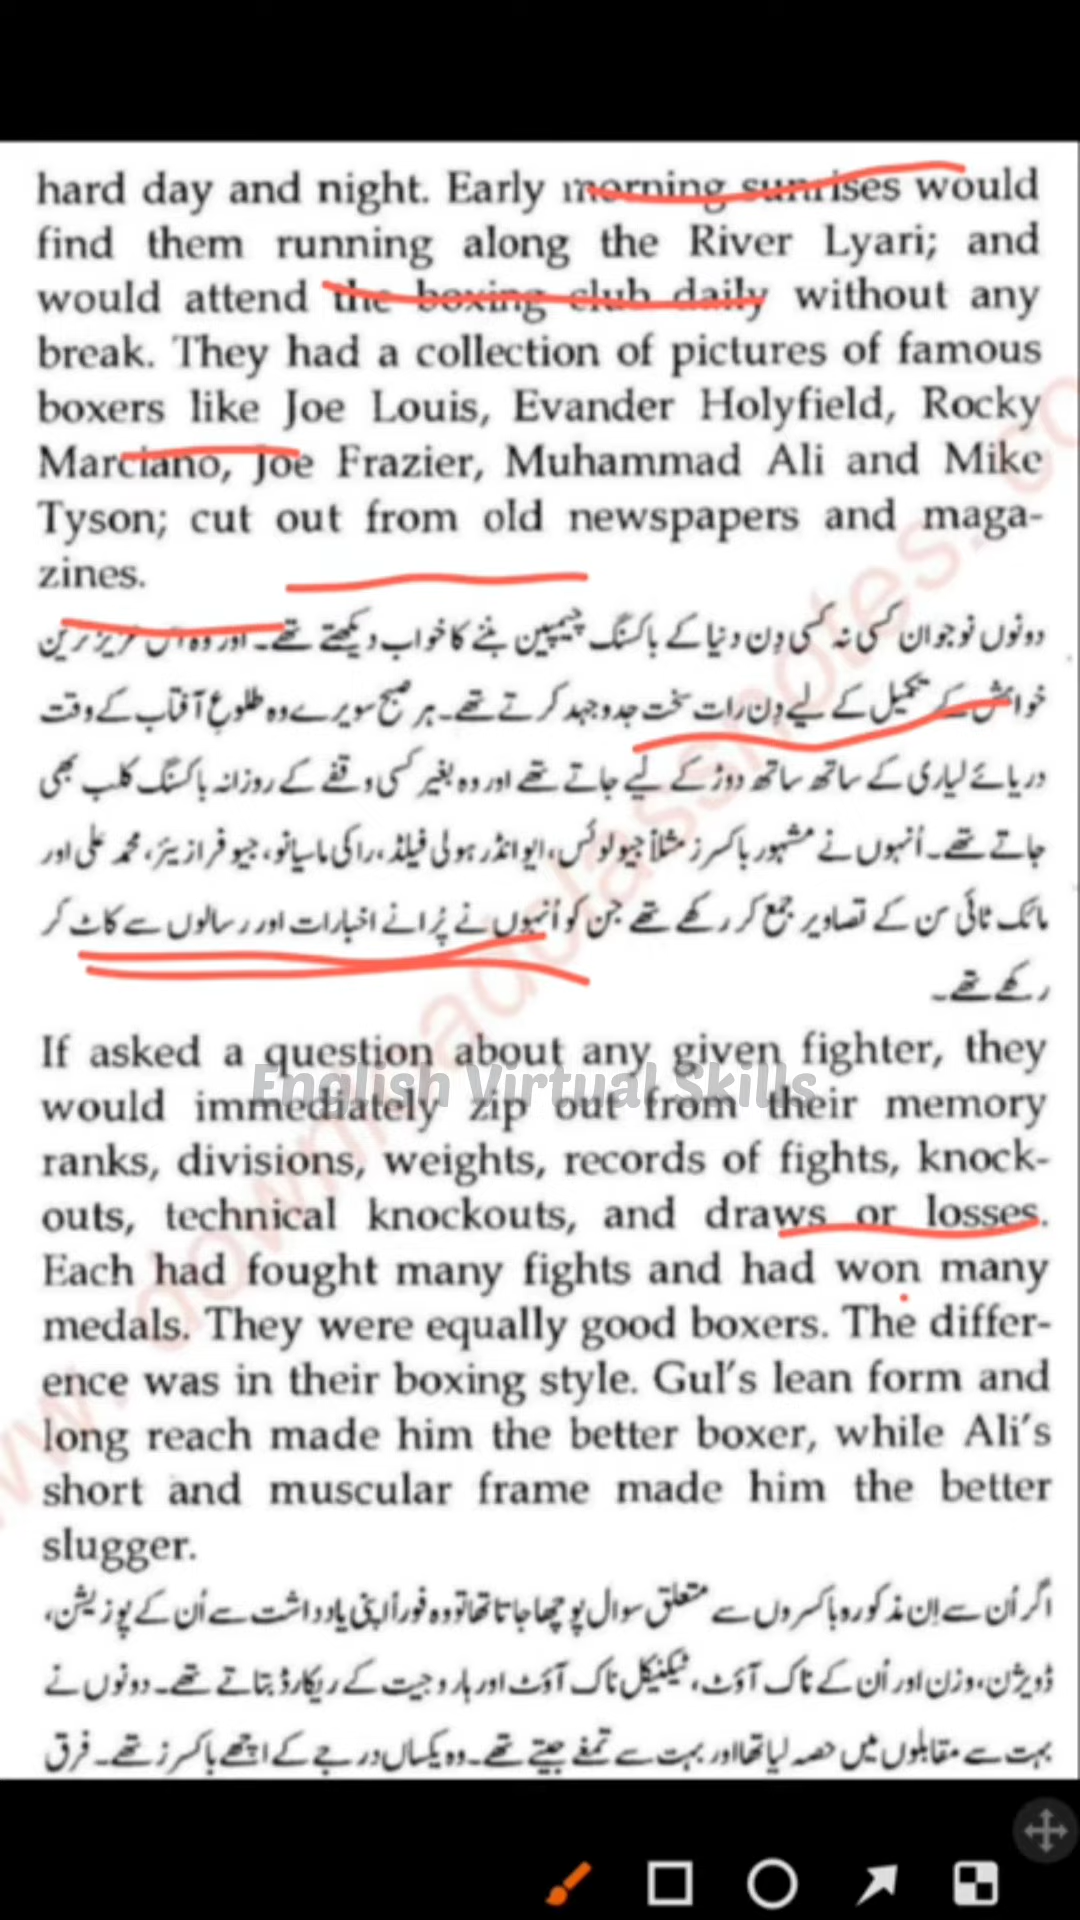 hard day and night. Early morning sunrises would
find them running along the River Lyari; and
would attend the boxing club daily without any
break. They had a collection of pictures of famous
boxers like Joe Louis, Evander Holyfield, Rocky
Marciano, Joe Frazier, Muhammad Ali and Mike
Tyson; cut out from old newspapers and maga-
zines.
دونوں نوجوان کسی نہ کسی دن دنیا کے باکسنگ چیمپین بننے کا خواب دیکھتے تھے۔ اور وہ اس عزیز ترین
خواہش کے تکمیل کے لیے دِن رات سخت جدوجہد کرتے تھے۔ ہر صبح سویرے وہ طلوعِ آفتاب کے وقت
دریائے لیاری کے ساتھ ساتھ دوڑ کے لیے جاتے تھے اور وہ بغیر کسی وقفے کے روزانہ باکسنگ کلب بھی
جاتے تھے۔ اُنہوں نے مشہور باکسرز مثلاً جیولوئس، ایوانڈر ہولی فیلڈ، راکی ماسیانو، جیو فرازیئر، محمد علی اور
مائک ٹائی سن کے تصاویر جمع کر رکھے تھے جن کو اُنہوں نے پُرانے اخبارات اور رسالوں سے کاٹ کر
رکھے تھے۔
If asked a question about any given fighter, they
English Virtual Skills
would immediately zip out from their memory
ranks, divisions, weights, records of fights, knock-
outs, technical knockouts, and draws or losses.
Each had fought many fights and had won many
medals. They were equally good boxers. The differ-
ence was in their boxing style. Gul's lean form and
long reach made him the better boxer, while Ali's
short and muscular frame made him the better
slugger.
اگر اُن سے اِن مذکورہ باکسروں سے متعلق سوال پوچھا جاتا تھا تو وہ فوراً اپنی یادداشت سے اُن کے پوزیشن،
ڈویژن، وزن اور اُن کے ناک آؤٹ، ٹیکنیکل ناک آؤٹ اور ہار و جیت کے ریکارڈ بتاتے تھے۔ دونوں نے
بہت سے مقابلوں میں حصہ لیا تھا اور بہت سے تمغے جیتے تھے۔ وہ یکساں درجے کے اچھے باکسرز تھے۔ فرق